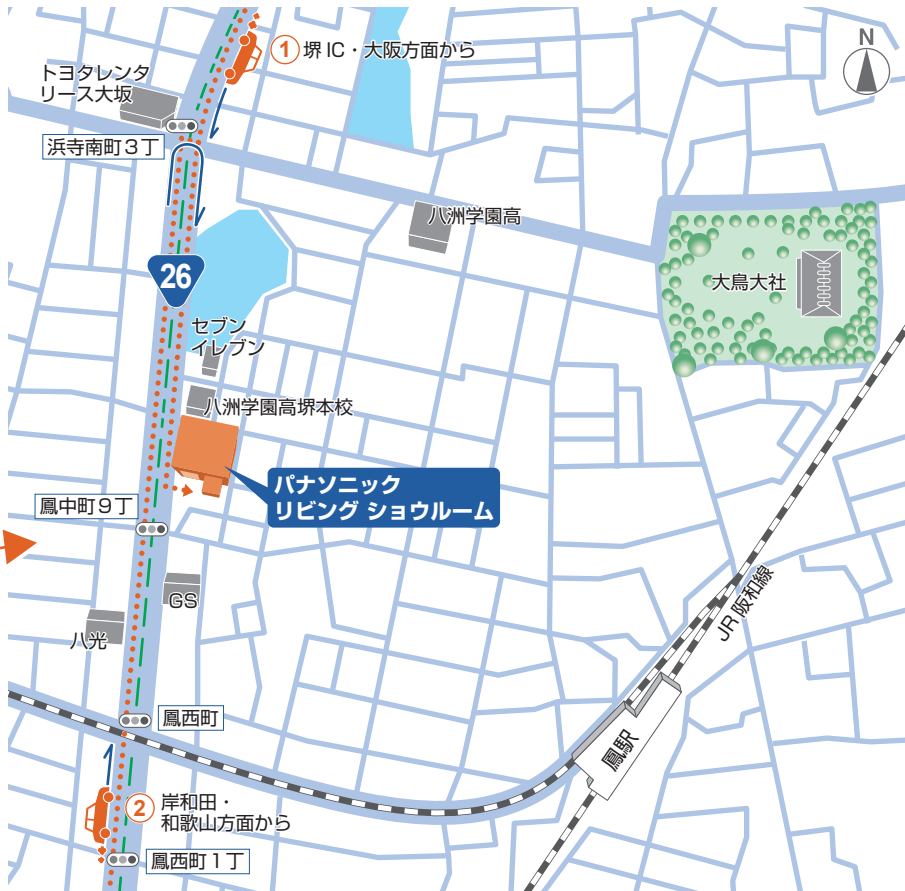 ① 堺 IC・大阪方面から
N
トヨタレンタ
リース大坂
浜寺南町3丁
八洲学園高
26
大鳥大社
セブン
イレブン
八洲学園高堺本校
パナソニック
リビング ショウルーム
鳳中町9丁
GS
八光
JR阪和線
鳳西町
鳳駅
② 岸和田・
和歌山方面から
鳳西町1丁